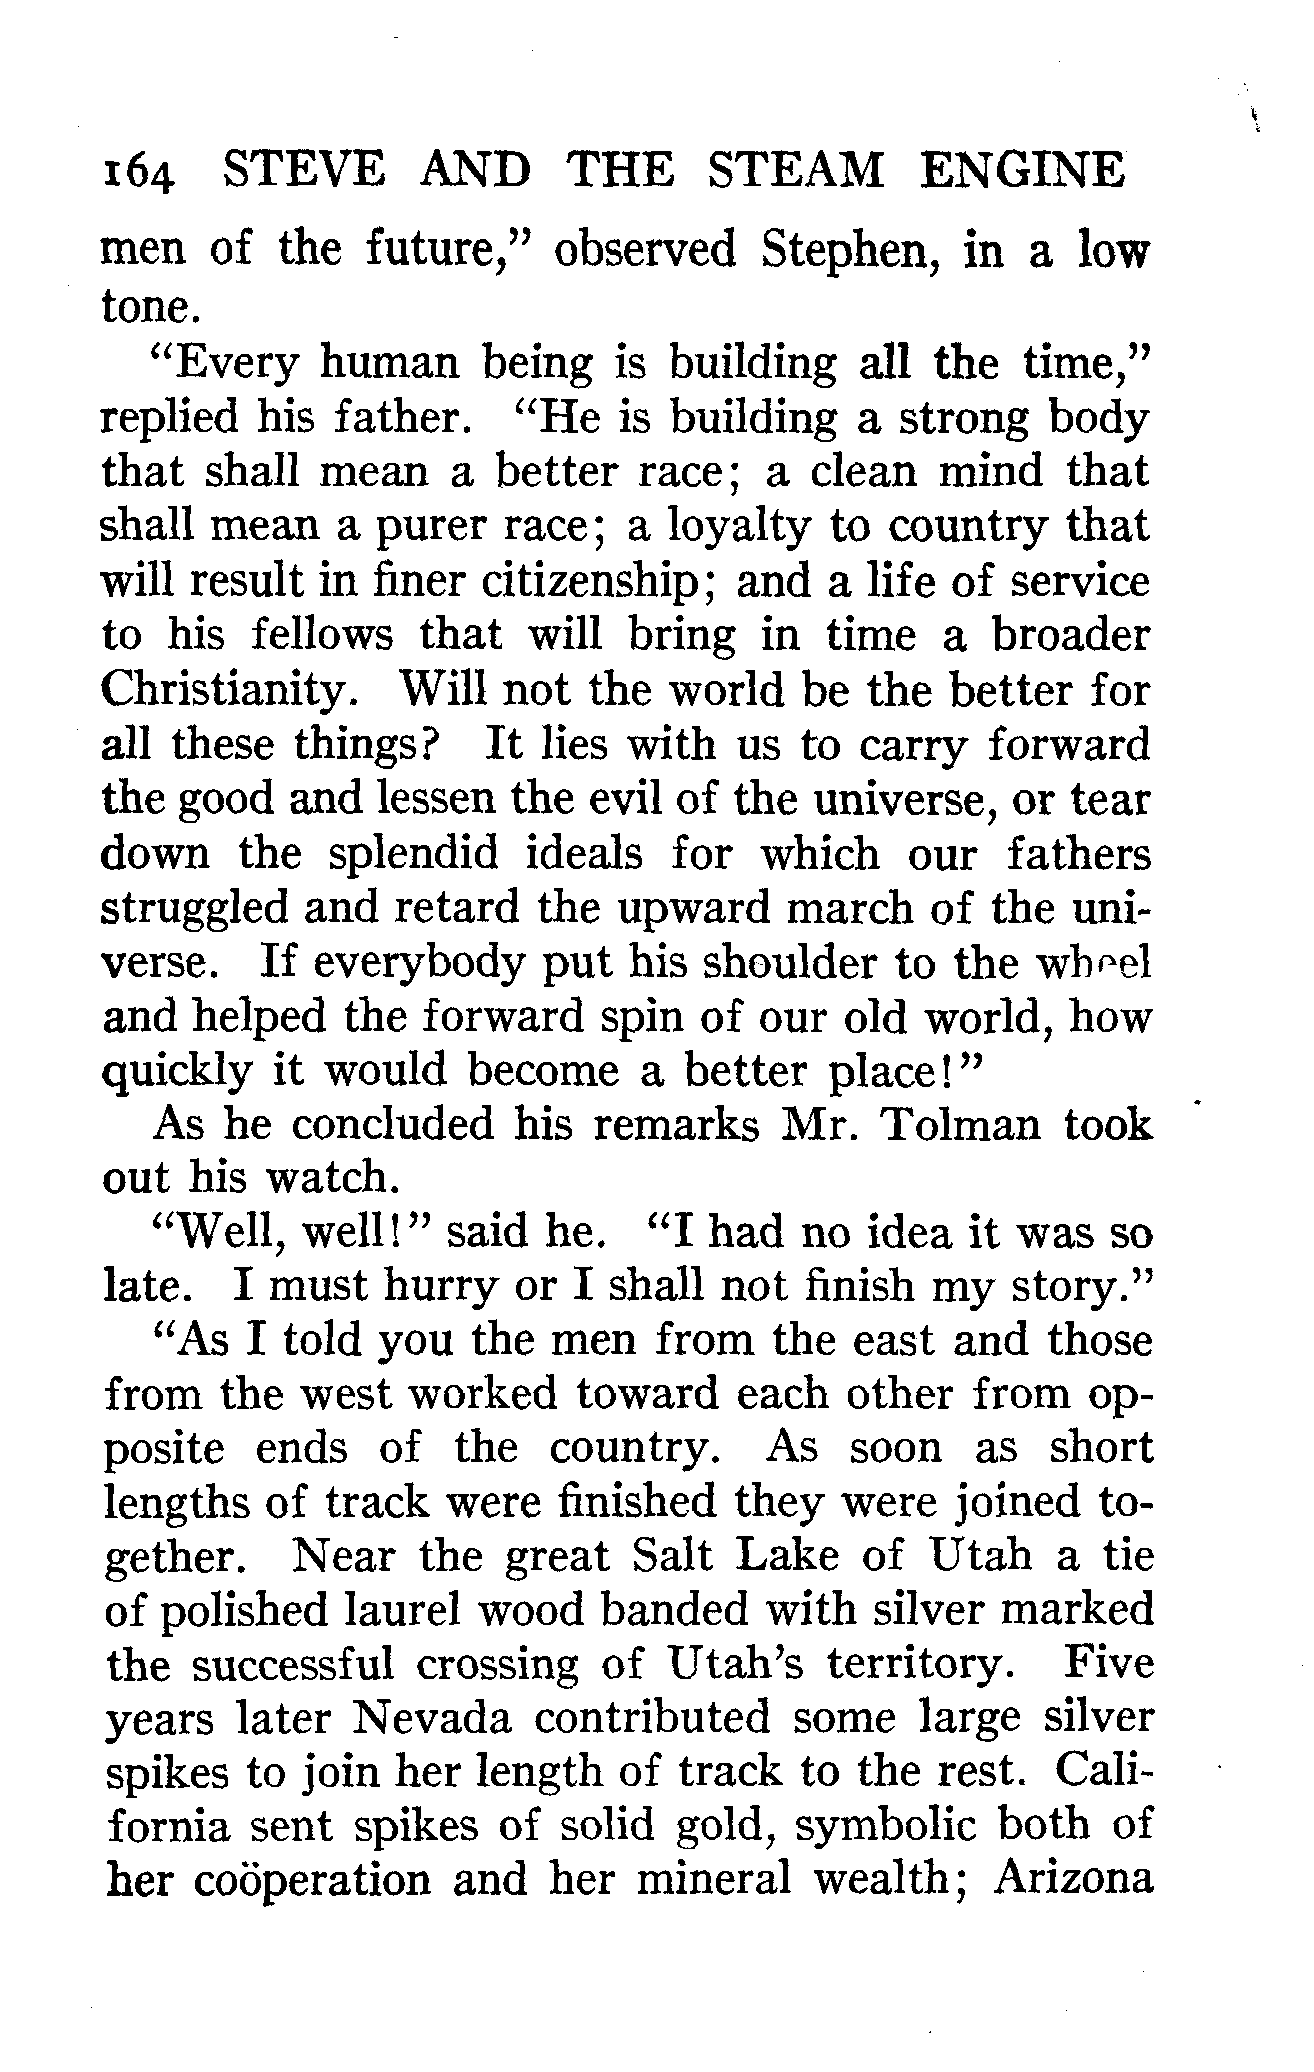 164 STEVE AND THE STEAM ENGINE
men of the future,” observed Stephen, in a low
tone.
“Every human being is building all the time,”
replied his father. “He is building a strong body
that shall mean a better race; a clean mind that
shall mean a purer race; a loyalty to country that
will result in finer citizenship; and a life of service
to his fellows that will bring in time a broader
Christianity. Will not the world be the better for
all these things? It lies with us to carry forward
the good and lessen the evil of the universe, or tear
down the splendid ideals for which our fathers
struggled and retard the upward march of the uni-
verse. If everybody put his shoulder to the wheel
and helped the forward spin of our old world, how
quickly it would become a better place!”
As he concluded his remarks Mr. Tolman took
out his watch.
“Well, well!” said he. “I had no idea it was so
late. I must hurry or I shall not finish my story.”
“As I told you the men from the east and those
from the west worked toward each other from op-
posite ends of the country. As soon as short
lengths of track were finished they were joined to-
gether. Near the great Salt Lake of Utah a tie
of polished laurel wood banded with silver marked
the successful crossing of Utah’s territory. Five
years later Nevada contributed some large silver
spikes to join her length of track to the rest. Cali-
fornia sent spikes of solid gold, symbolic both of
her coöperation and her mineral wealth; Arizona